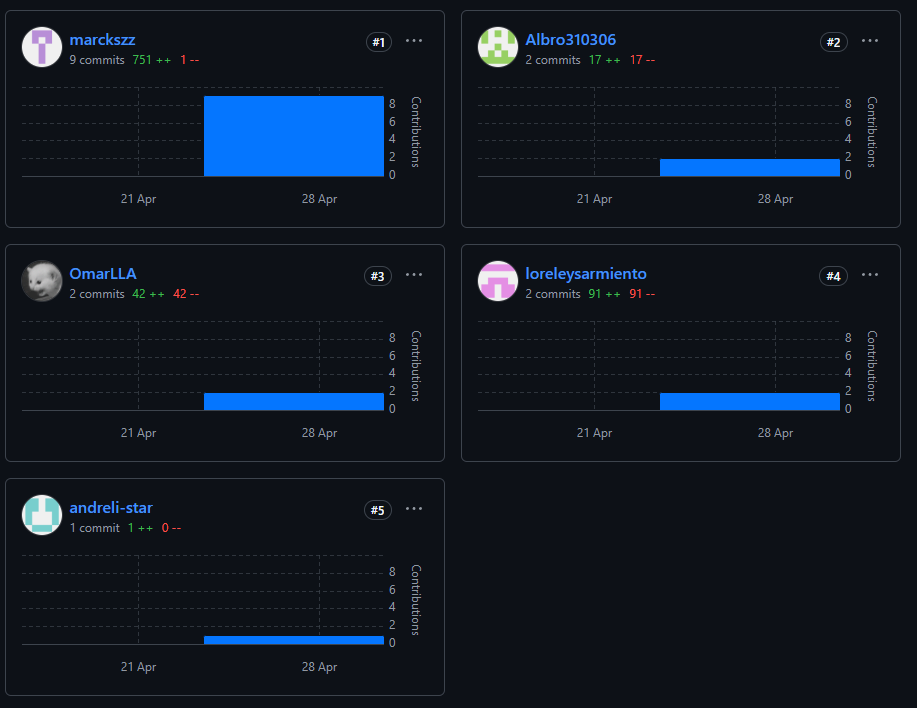 marckszz #1 ...
9 commits 751 ++ 1 --
8
6
4
2
0
Contributions
21 Apr 28 Apr
Albro310306 #2 ...
2 commits 17 ++ 17 --
8
6
4
2
0
Contributions
21 Apr 28 Apr
OmarLLA #3 ...
2 commits 42 ++ 42 --
8
6
4
2
0
Contributions
21 Apr 28 Apr
loreleysarmiento #4 ...
2 commits 91 ++ 91 --
8
6
4
2
0
Contributions
21 Apr 28 Apr
andreli-star #5 ...
1 commit 1 ++ 0 --
8
6
4
2
0
Contributions
21 Apr 28 Apr